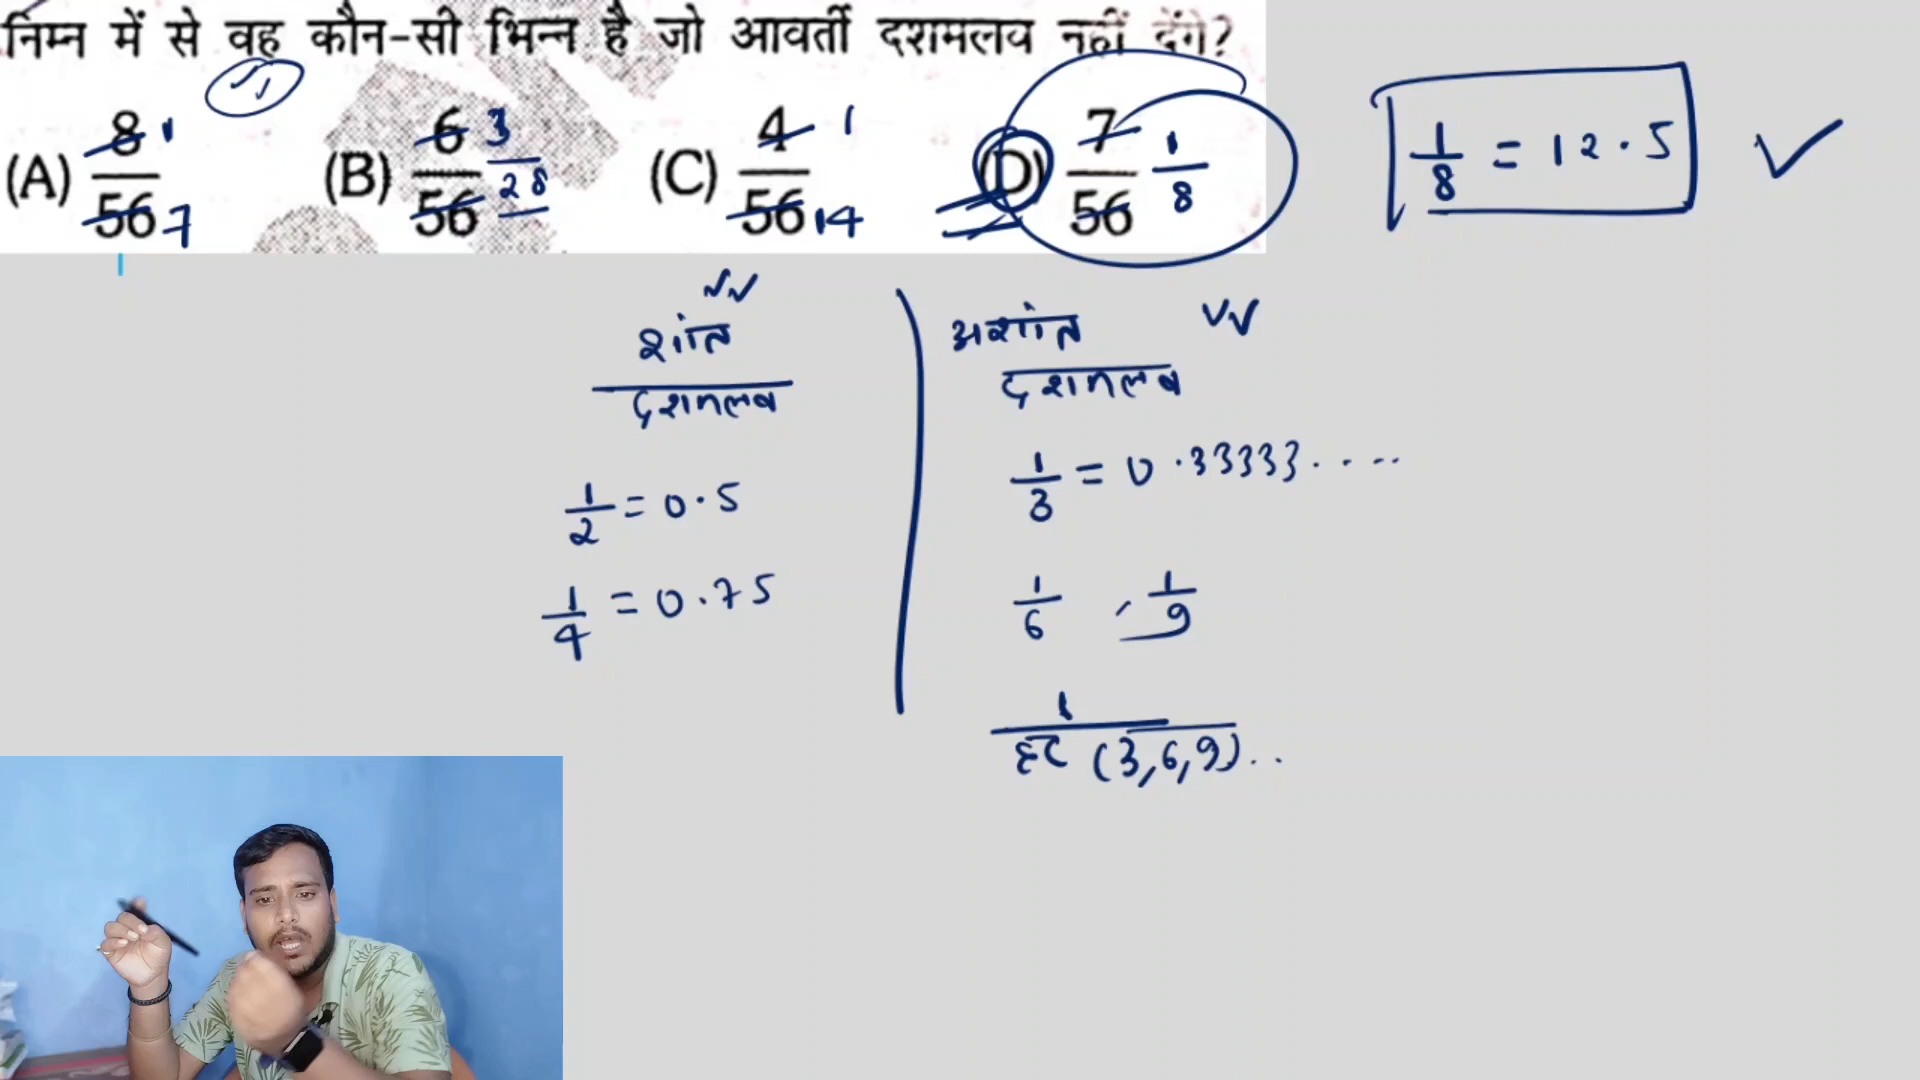 निम्न में से वह कौन-सी भिन्न है जो आवर्ती दशमलव नहीं देंगे?
(A) 8/56 1 7 (B) 6/56 3/28 (C) 4/56 1 14 (D) 7/56 1/8
1/8 = 12.5
शांत
दशमलव
1/2 = 0.5
1/4 = 0.75
अशांत
दशमलव
1/3 = 0.33333.....
1/6 , 1/9
1
हर (3,6,9)..